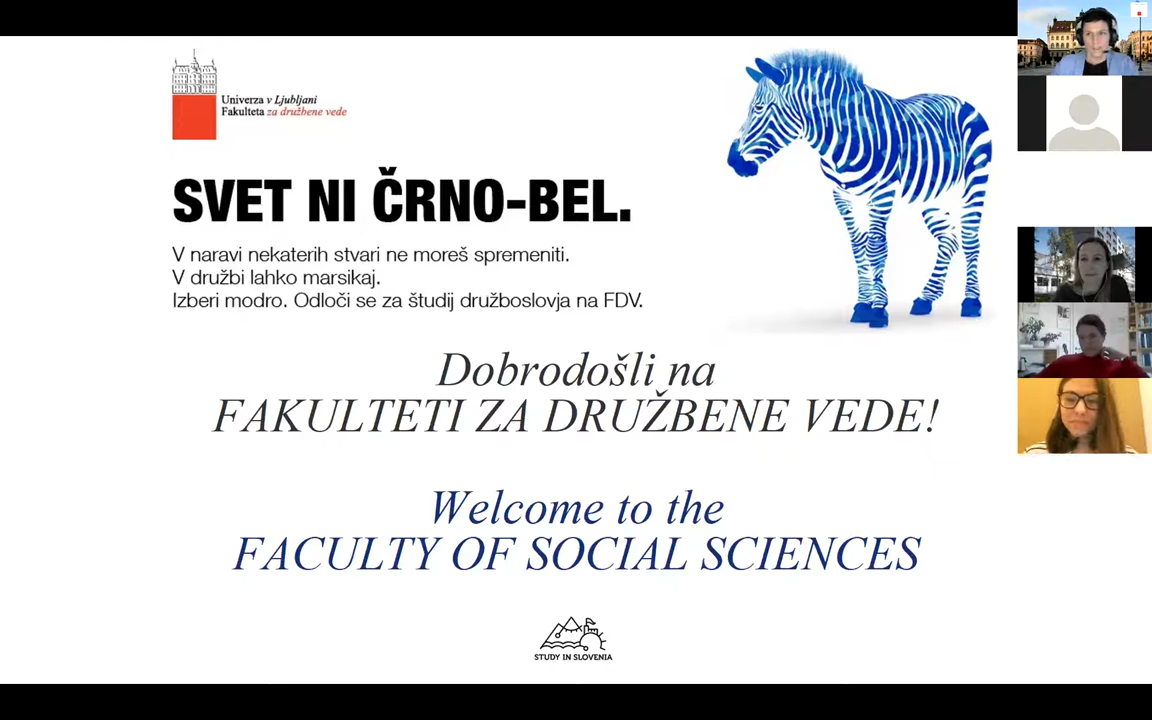 Univerza v Ljubljani
Fakulteta za družbene vede
SVET NI ČRNO-BEL.
V naravi nekaterih stvari ne moreš spremeniti.
V družbi lahko marsikaj.
Izberi modro. Odloči se za študij družboslovja na FDV.
Dobrodošli na
FAKULTETI ZA DRUŽBENE VEDE!
Welcome to the
FACULTY OF SOCIAL SCIENCES
STUDY IN SLOVENIA